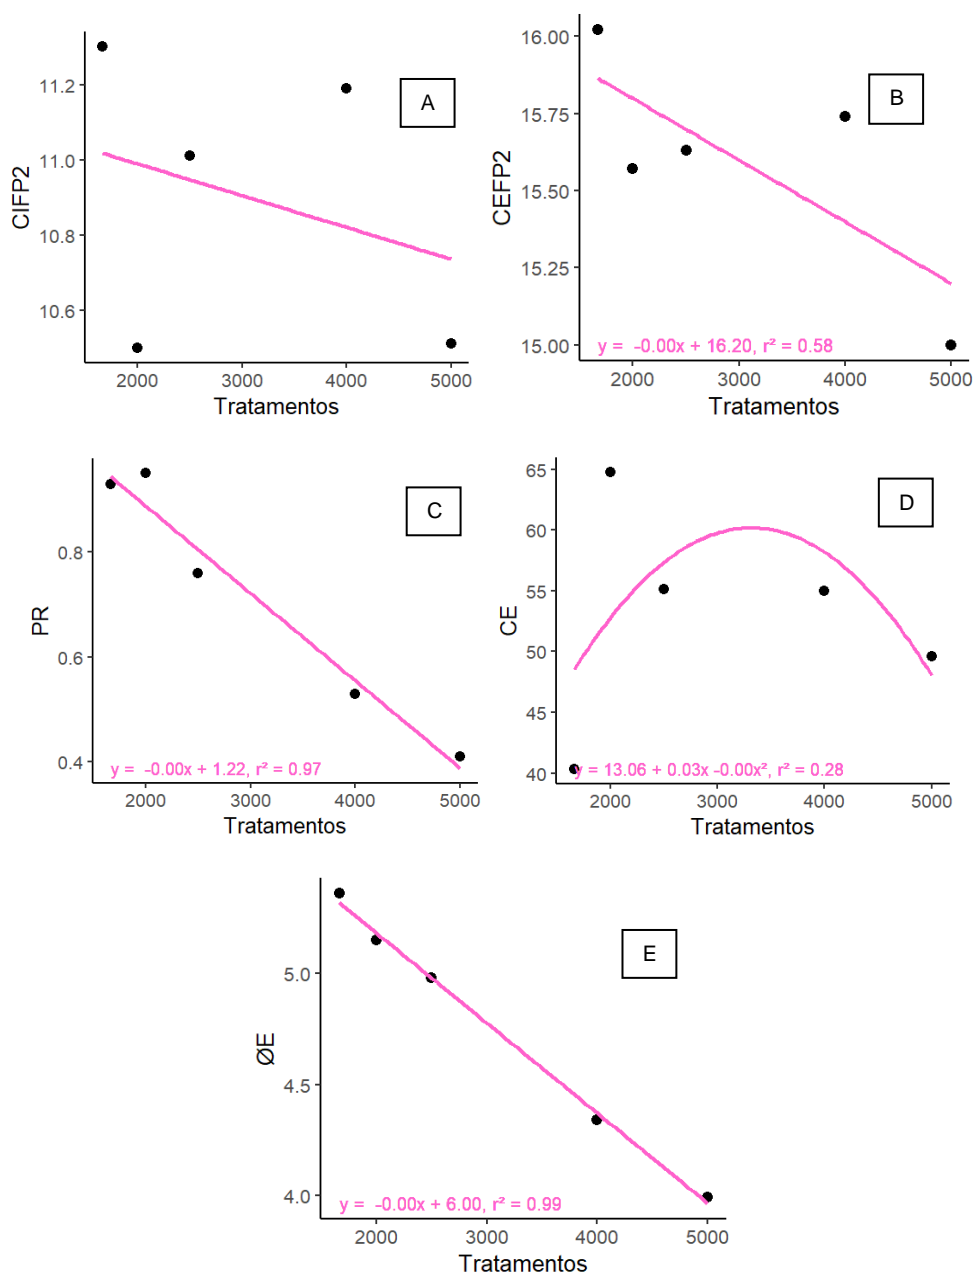 A
CIFP2
11.2
11.0
10.8
10.6
2000 3000 4000 5000
Tratamentos
B
CEFP2
16.00
15.75
15.50
15.25
15.00
y = -0.00x + 16.20, r² = 0.58
2000 3000 4000 5000
Tratamentos
C
PR
0.8
0.6
0.4
y = -0.00x + 1.22, r² = 0.97
2000 3000 4000 5000
Tratamentos
D
CE
65
60
55
50
45
40
y = 13.06 + 0.03x -0.00x², r² = 0.28
2000 3000 4000 5000
Tratamentos
E
ØE
5.0
4.5
4.0
y = -0.00x + 6.00, r² = 0.99
2000 3000 4000 5000
Tratamentos